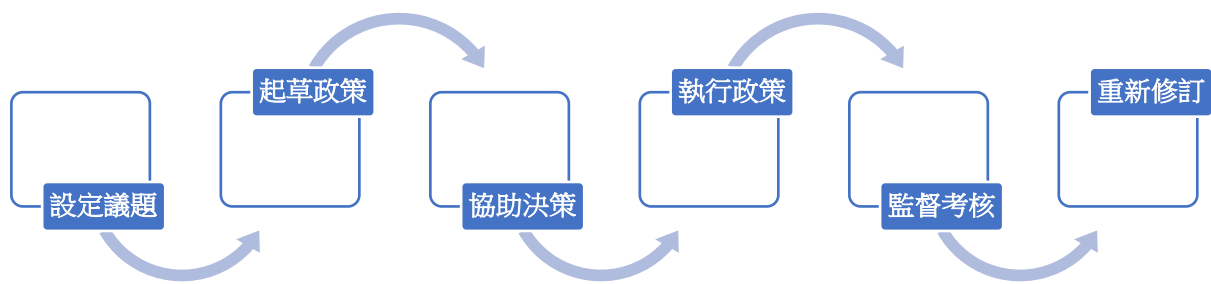 設定議題
起草政策
協助決策
執行政策
監督考核
重新修訂